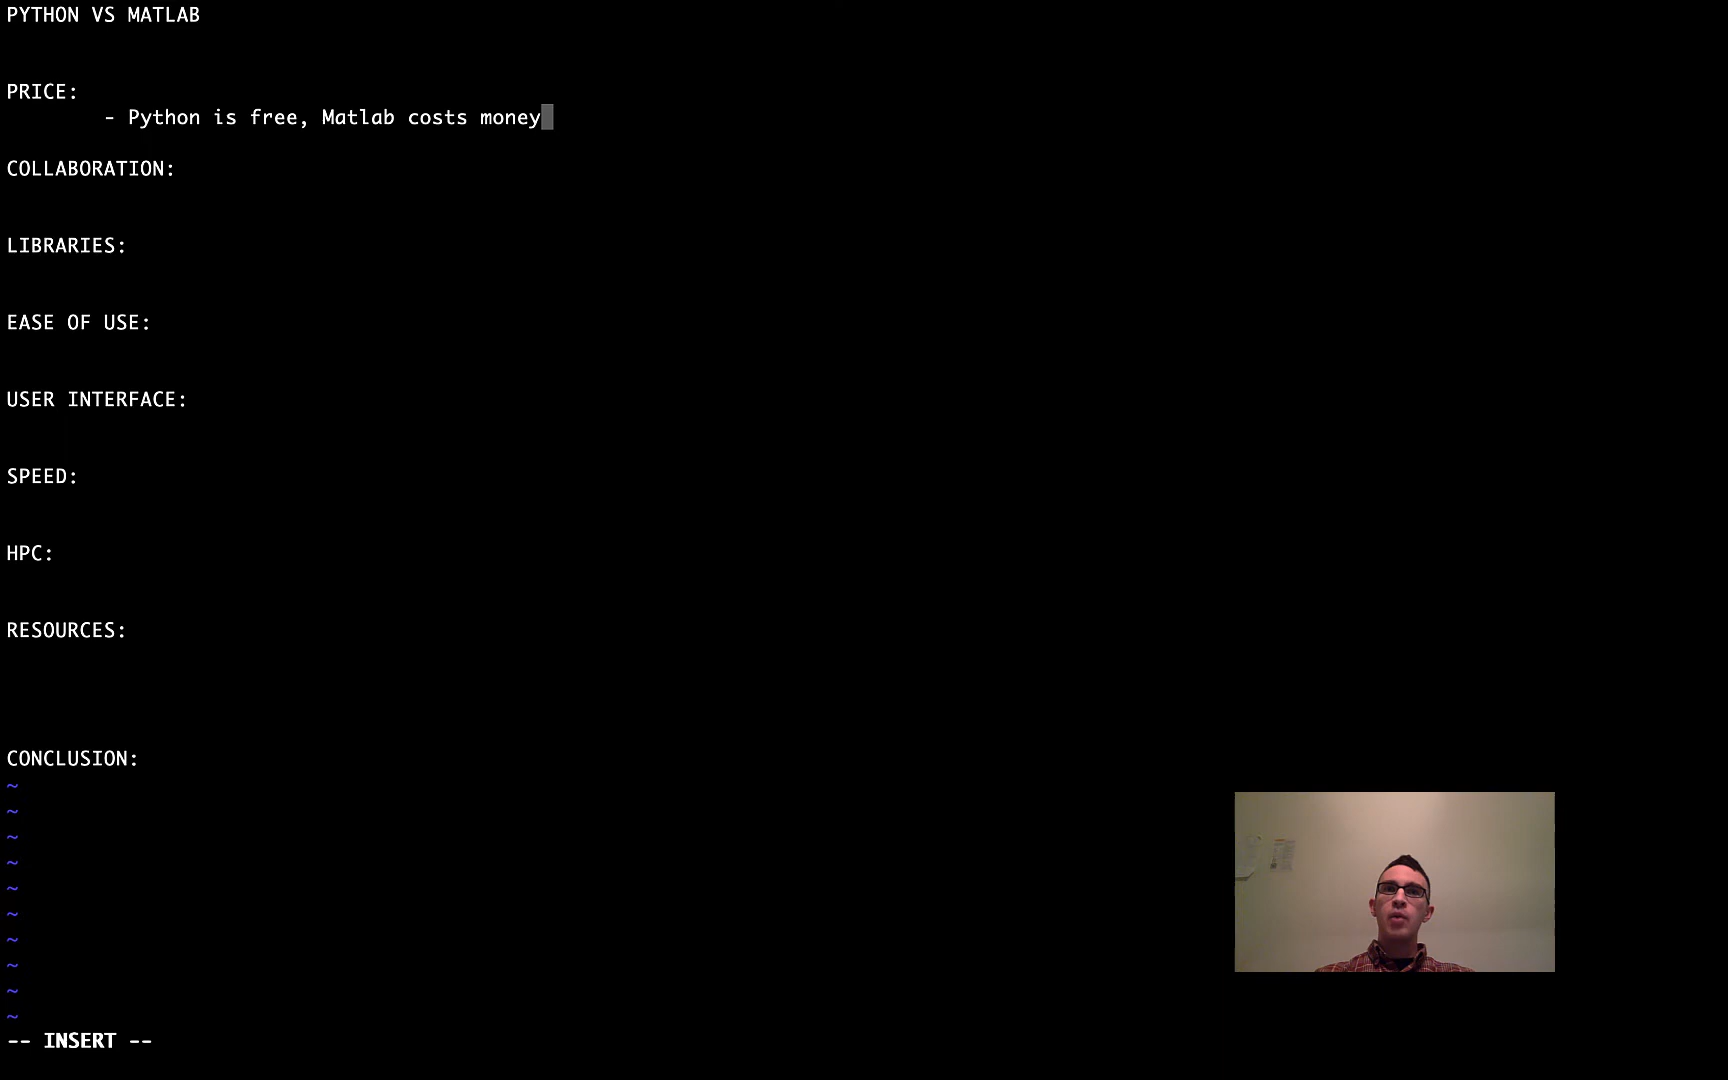 PYTHON VS MATLAB
PRICE:
- Python is free, Matlab costs money
COLLABORATION:
LIBRARIES:
EASE OF USE:
USER INTERFACE:
SPEED:
HPC:
RESOURCES:
CONCLUSION:
~
~
~
~
~
~
~
~
~
~
-- INSERT --